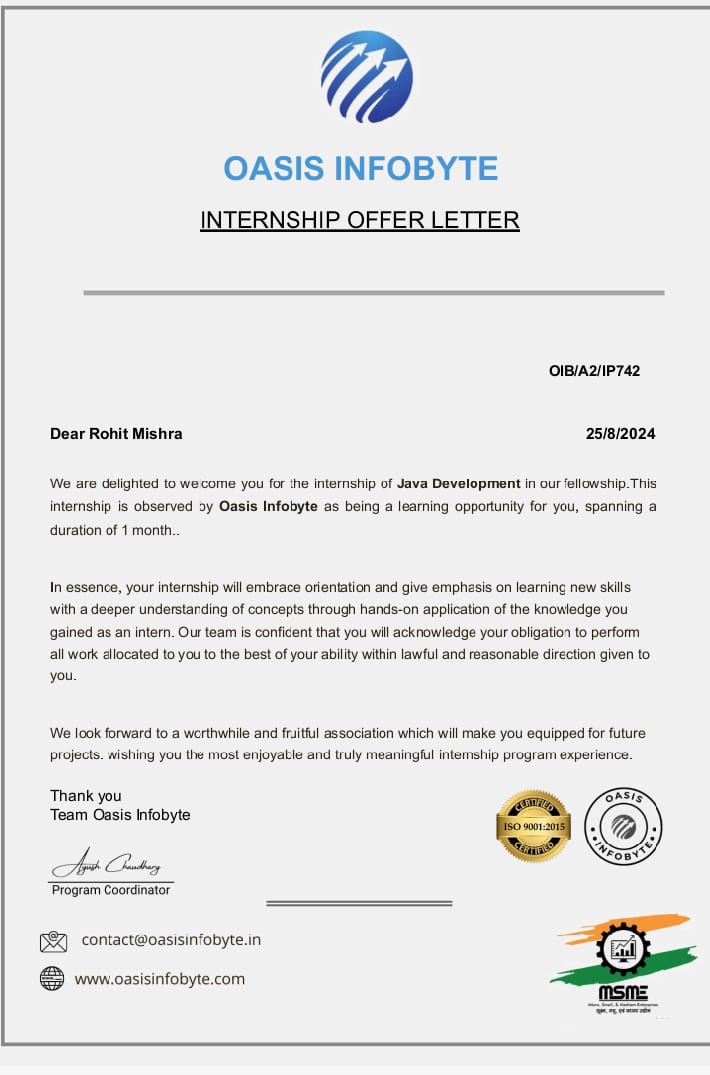 OASIS INFOBYTE
INTERNSHIP OFFER LETTER
OIB/A2/IP742
Dear Rohit Mishra 25/8/2024
We are delighted to welcome you for the internship of Java Development in our fellowship.This
internship is observed by Oasis Infobyte as being a learning opportunity for you, spanning a
duration of 1 month..
In essence, your internship will embrace orientation and give emphasis on learning new skills
with a deeper understanding of concepts through hands-on application of the knowledge you
gained as an intern. Our team is confident that you will acknowledge your obligation to perform
all work allocated to you to the best of your ability within lawful and reasonable direction given to
you.
We look forward to a worthwhile and fruitful association which will make you equipped for future
projects. wishing you the most enjoyable and truly meaningful internship program experience.
Thank you
Team Oasis Infobyte
CERTIFIED
ISO 9001:2015
CERTIFIED
OASIS
INFOBYTE
Ayush Chaudhary
Program Coordinator
contact@oasisinfobyte.in
www.oasisinfobyte.com
MSME
Micro, Small, & Medium Enterprises
सूक्ष्म, लघु, एवं मध्यम उद्योग